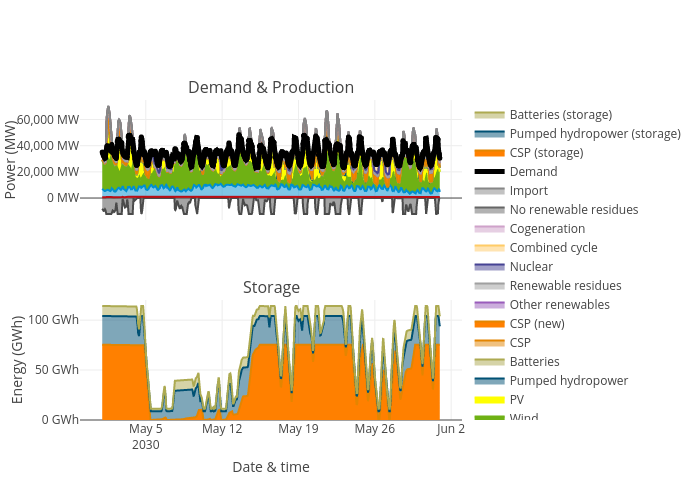 Demand & Production
60,000 MW
40,000 MW
20,000 MW
0 MW
Power (MW)
Storage
100 GWh
50 GWh
0 GWh
Energy (GWh)
May 5
2030
May 12
May 19
May 26
Jun 2
Date & time
Batteries (storage)
Pumped hydropower (storage)
CSP (storage)
Demand
Import
No renewable residues
Cogeneration
Combined cycle
Nuclear
Renewable residues
Other renewables
CSP (new)
CSP
Batteries
Pumped hydropower
PV
Wind